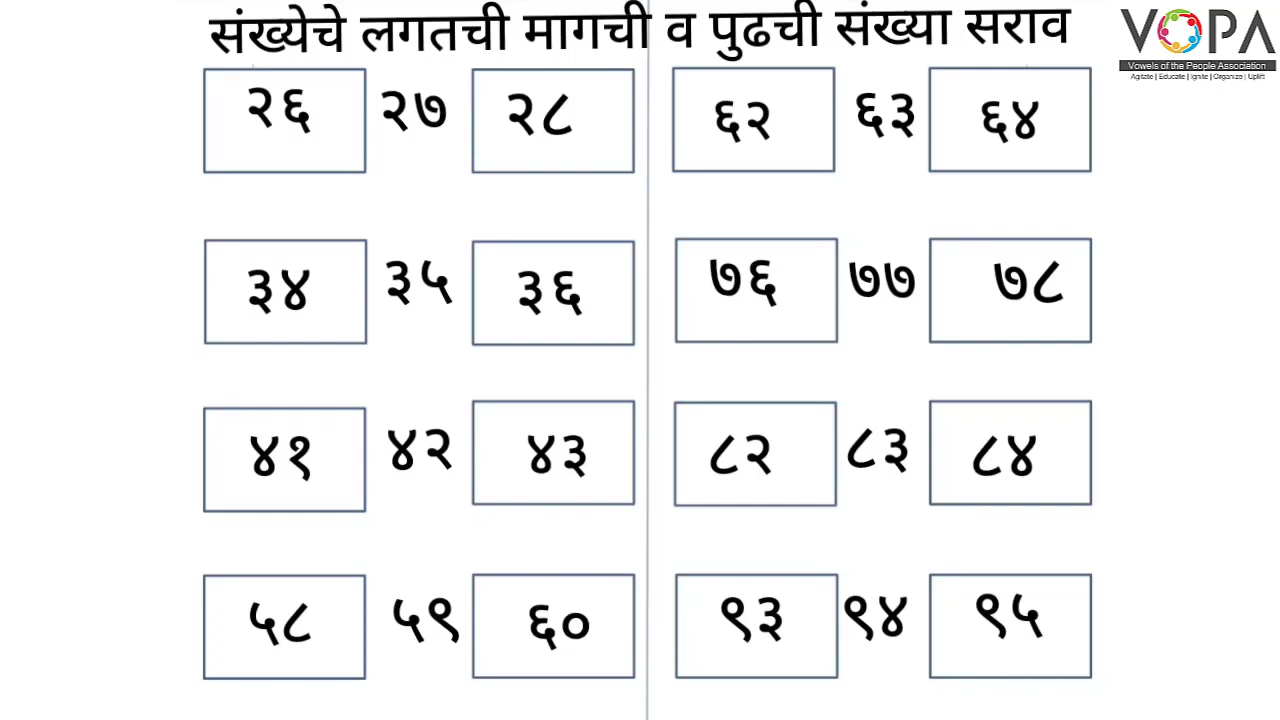 संख्येचे लगतची मागची व पुढची संख्या सराव
VOPA
Vowels of the People Association
Agitate | Educate | Ignite | Organize | Uplift
२६ २७ २८ ६२ ६३ ६४
३४ ३५ ३६ ७६ ७७ ७८
४१ ४२ ४३ ८२ ८३ ८४
५८ ५९ ६० ९३ ९४ ९५